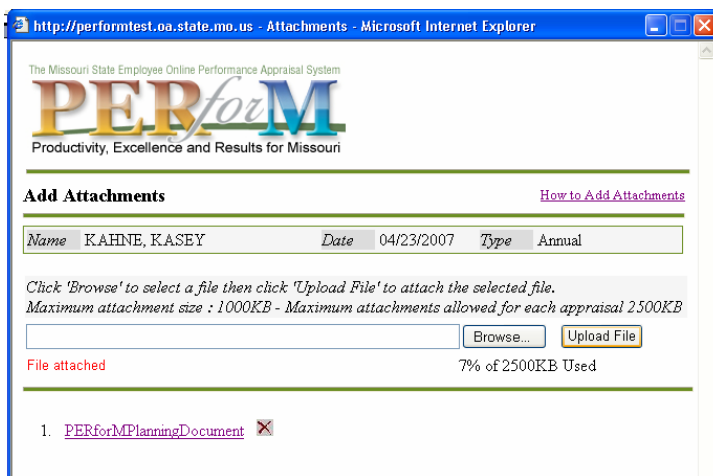 http://performtest.oa.state.mo.us - Attachments - Microsoft Internet Explorer
The Missouri State Employee Online Performance Appraisal System
PERforM
Productivity, Excellence and Results for Missouri
Add Attachments How to Add Attachments
Name KAHNE, KASEY Date 04/23/2007 Type Annual
Click 'Browse' to select a file then click 'Upload File' to attach the selected file.
Maximum attachment size : 1000KB - Maximum attachments allowed for each appraisal 2500KB
Browse... Upload File
File attached 7% of 2500KB Used
1. PERforMPlanningDocument